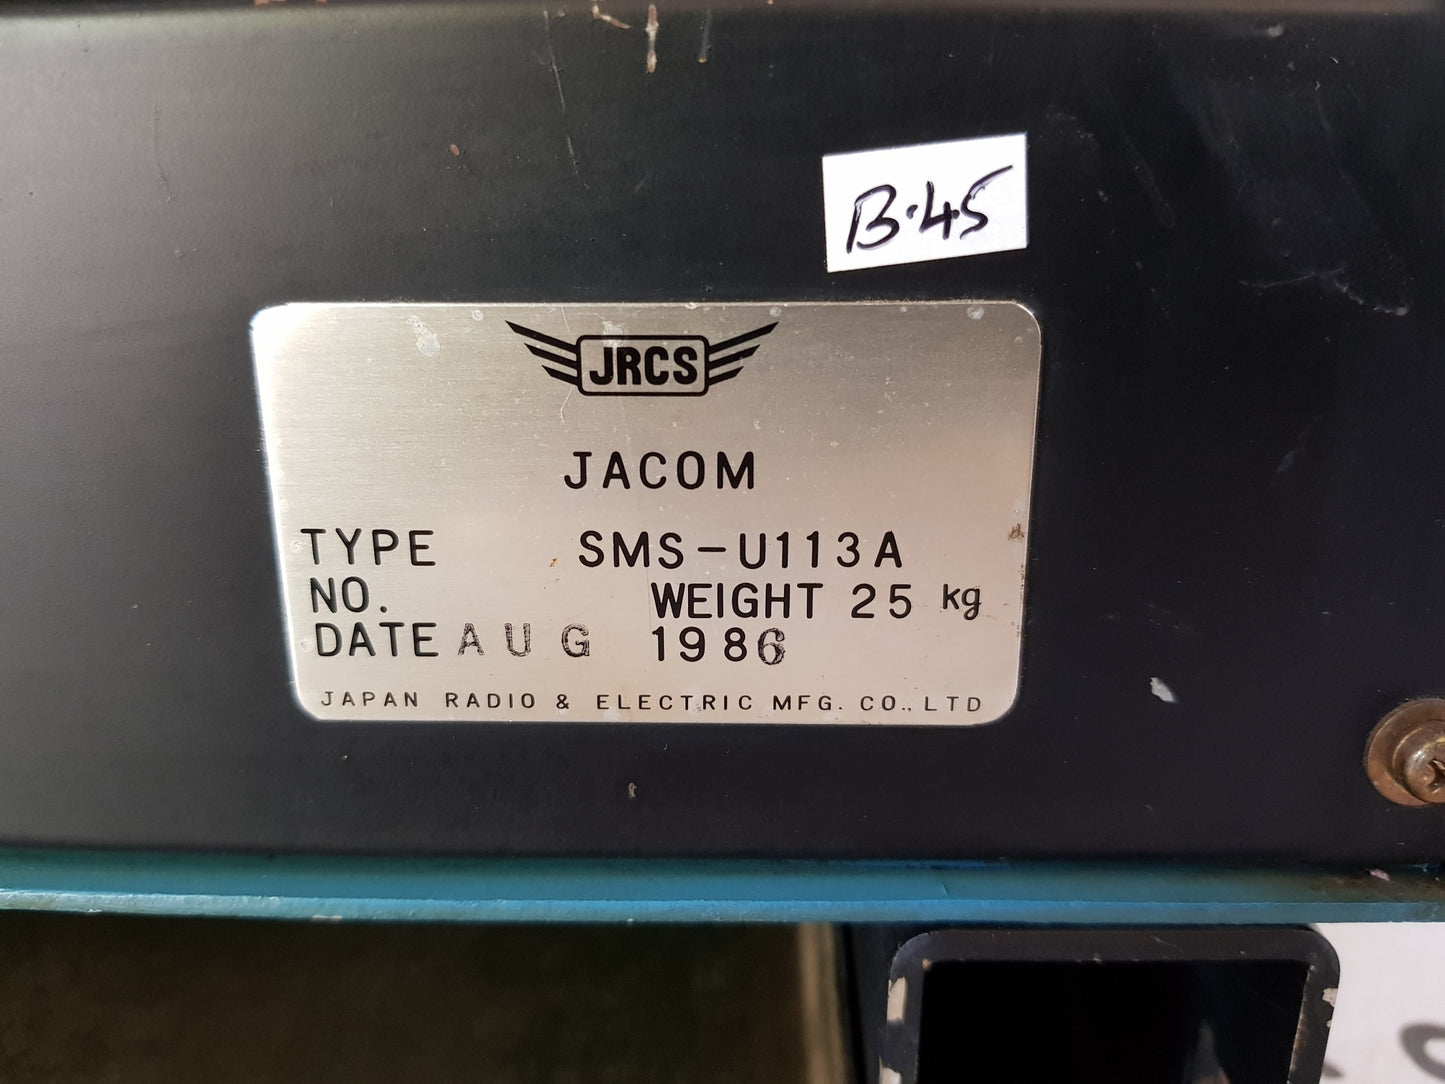 B.45
JRCS
JACOM
TYPE SMS-U113A
NO. WEIGHT 25 kg
DATE AUG 1986
JAPAN RADIO & ELECTRIC MFG. CO., LTD